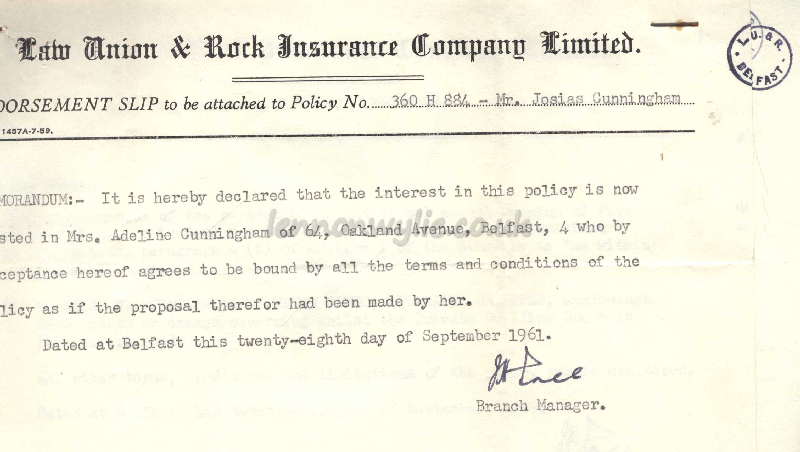 Law Union & Rock Insurance Company Limited.
L.U.&R. BELFAST
DORSEMENT SLIP to be attached to Policy No. 360 H 884 - Mr. Josias Cunningham
1457A-7-59.
MORANDUM:- It is hereby declared that the interest in this policy is now
sted in Mrs. Adeline Cunningham of 64, Oakland Avenue, Belfast, 4 who by
lennonwylie.co.uk
ceptance hereof agrees to be bound by all the terms and conditions of the
licy as if the proposal therefor had been made by her.
Dated at Belfast this twenty-eighth day of September 1961.
Branch Manager.